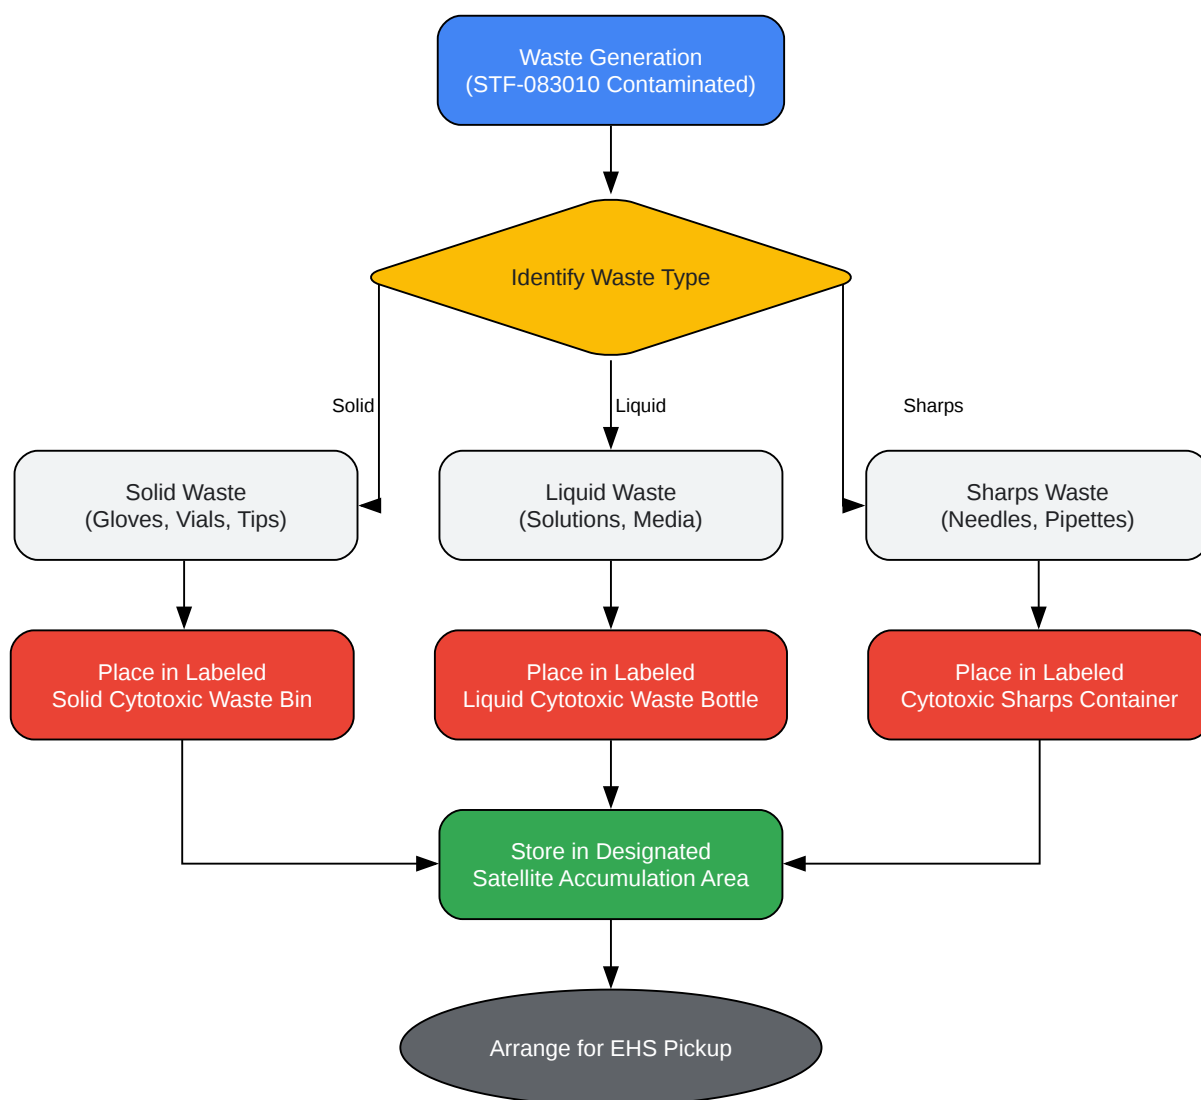 Waste Generation
(STF-083010 Contaminated)
Identify Waste Type
Solid
Liquid
Sharps
Solid Waste
(Gloves, Vials, Tips)
Liquid Waste
(Solutions, Media)
Sharps Waste
(Needles, Pipettes)
Place in Labeled
Solid Cytotoxic Waste Bin
Place in Labeled
Liquid Cytotoxic Waste Bottle
Place in Labeled
Cytotoxic Sharps Container
Store in Designated
Satellite Accumulation Area
Arrange for EHS Pickup